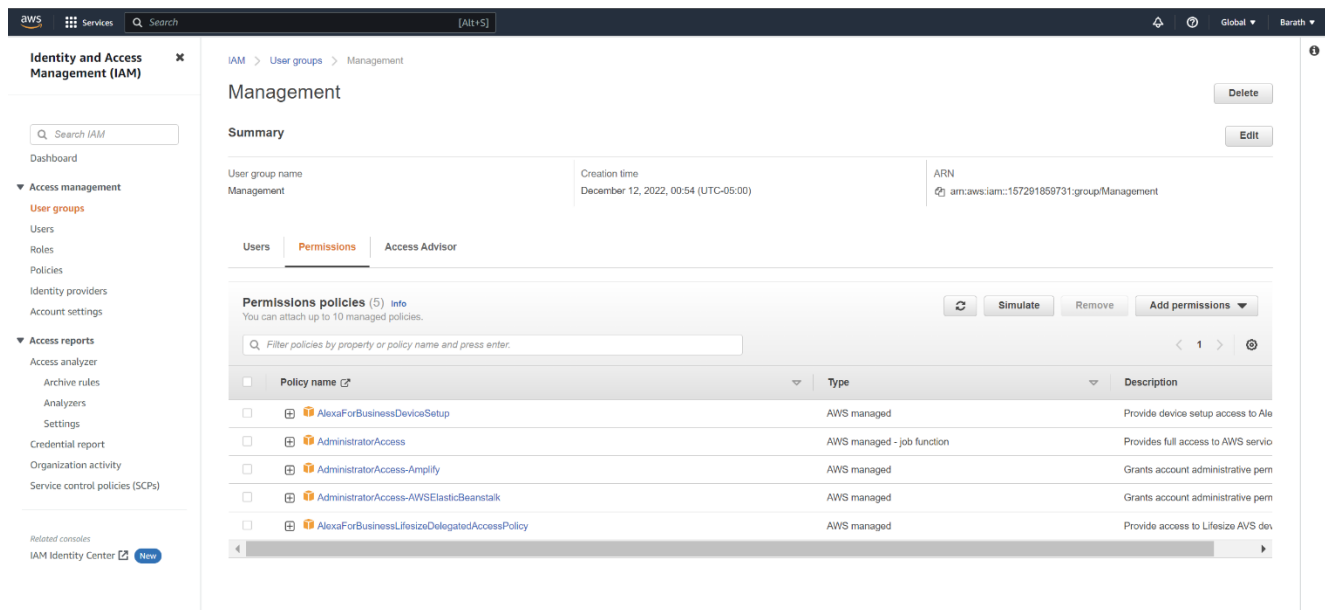 aws Services Search [Alt+S] Global Barath
Identity and Access
Management (IAM)
Search IAM
Dashboard
Access management
User groups
Users
Roles
Policies
Identity providers
Account settings
Access reports
Access analyzer
Archive rules
Analyzers
Settings
Credential report
Organization activity
Service control policies (SCPs)
Related consoles
IAM Identity Center New
IAM > User groups > Management
Management Delete
Summary Edit
User group name Creation time ARN
Management December 12, 2022, 00:54 (UTC-05:00) arn:aws:iam::157291859731:group/Management
Users Permissions Access Advisor
Permissions policies (5) Info Simulate Remove Add permissions
You can attach up to 10 managed policies.
Filter policies by property or policy name and press enter. < 1 >
Policy name Type Description
AlexaForBusinessDeviceSetup AWS managed Provide device setup access to Ale
AdministratorAccess AWS managed - job function Provides full access to AWS servic
AdministratorAccess-Amplify AWS managed Grants account administrative perm
AdministratorAccess-AWSElasticBeanstalk AWS managed Grants account administrative perm
AlexaForBusinessLifesizeDelegatedAccessPolicy AWS managed Provide access to Lifesize AVS dev